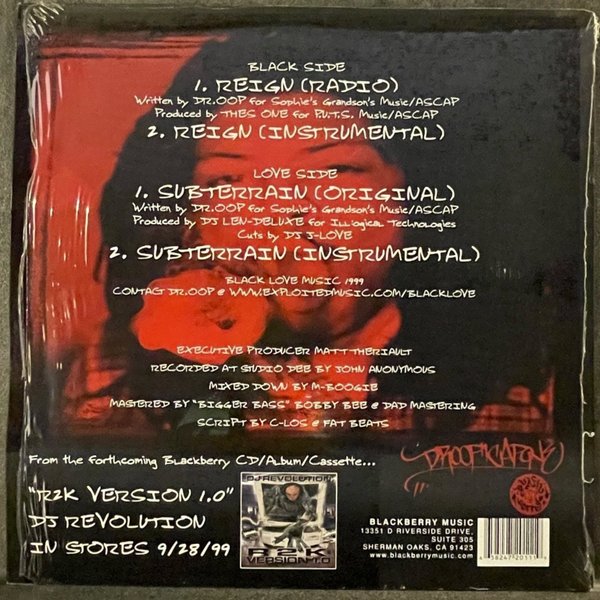 BLACK SIDE
1. REIGN (RADIO)
Written by DR.OOP for Sophie's Grandson's Music/ASCAP
Produced by THES ONE for P.U.T.S. Music/ASCAP
2. REIGN (INSTRUMENTAL)
LOVE SIDE
1. SUBTERRAIN (ORIGINAL)
Written by DR.OOP for Sophie's Grandson's Music/ASCAP
Produced by DJ LEN-DELUXE for Illogical Technologies
Cuts by DJ J-LOVE
2. SUBTERRAIN (INSTRUMENTAL)
BLACK LOVE MUSIC 1999
CONTACT DR.OOP @ WWW.EXPLOITEDMUSIC.COM/BLACKLOVE
EXECUTIVE PRODUCER MATT THERIAULT
RECORDED AT STUDIO DEE BY JOHN ANONYMOUS
MIXED DOWN BY M-BOOGIE
MASTERED BY "BIGGER BASS" BOBBY BEE @ DAD MASTERING
SCRIPT BY C-LOS @ FAT BEATS
From the forthcoming Blackberry CD/Album/Cassette...
"R2K VERSION 1.0"
DJ REVOLUTION
IN STORES 9/28/99
DJ REVOLUTION
R2K
VERSION 1.0
BLACKBERRY MUSIC
13351 D RIVERSIDE DRIVE,
SUITE 305
SHERMAN OAKS, CA 91423
www.blackberrymusic.com